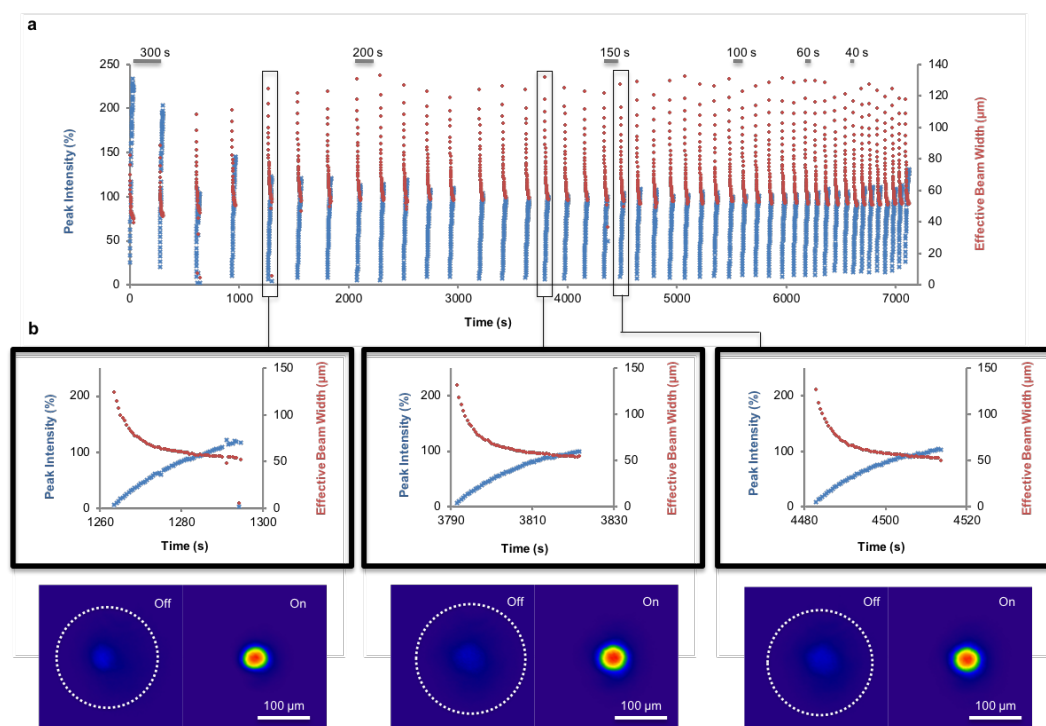 a
300 s 200 s 150 s 100 s 60 s 40 s
250 200 150 100 50 0
Peak Intensity (%)
140 120 100 80 60 40 20 0
Effective Beam Width (µm)
0 1000 2000 3000 4000 5000 6000 7000
Time (s)
b
200 100 0
Peak Intensity (%)
150 100 50 0
Effective Beam Width (µm)
1260 1280 1300
Time (s)
200 100 0
Peak Intensity (%)
150 100 50 0
Effective Beam Width (µm)
3790 3810 3830
Time (s)
200 100 0
Peak Intensity (%)
150 100 50 0
Effective Beam Width (µm)
4480 4500 4520
Time (s)
Off On
100 µm
Off On
100 µm
Off On
100 µm